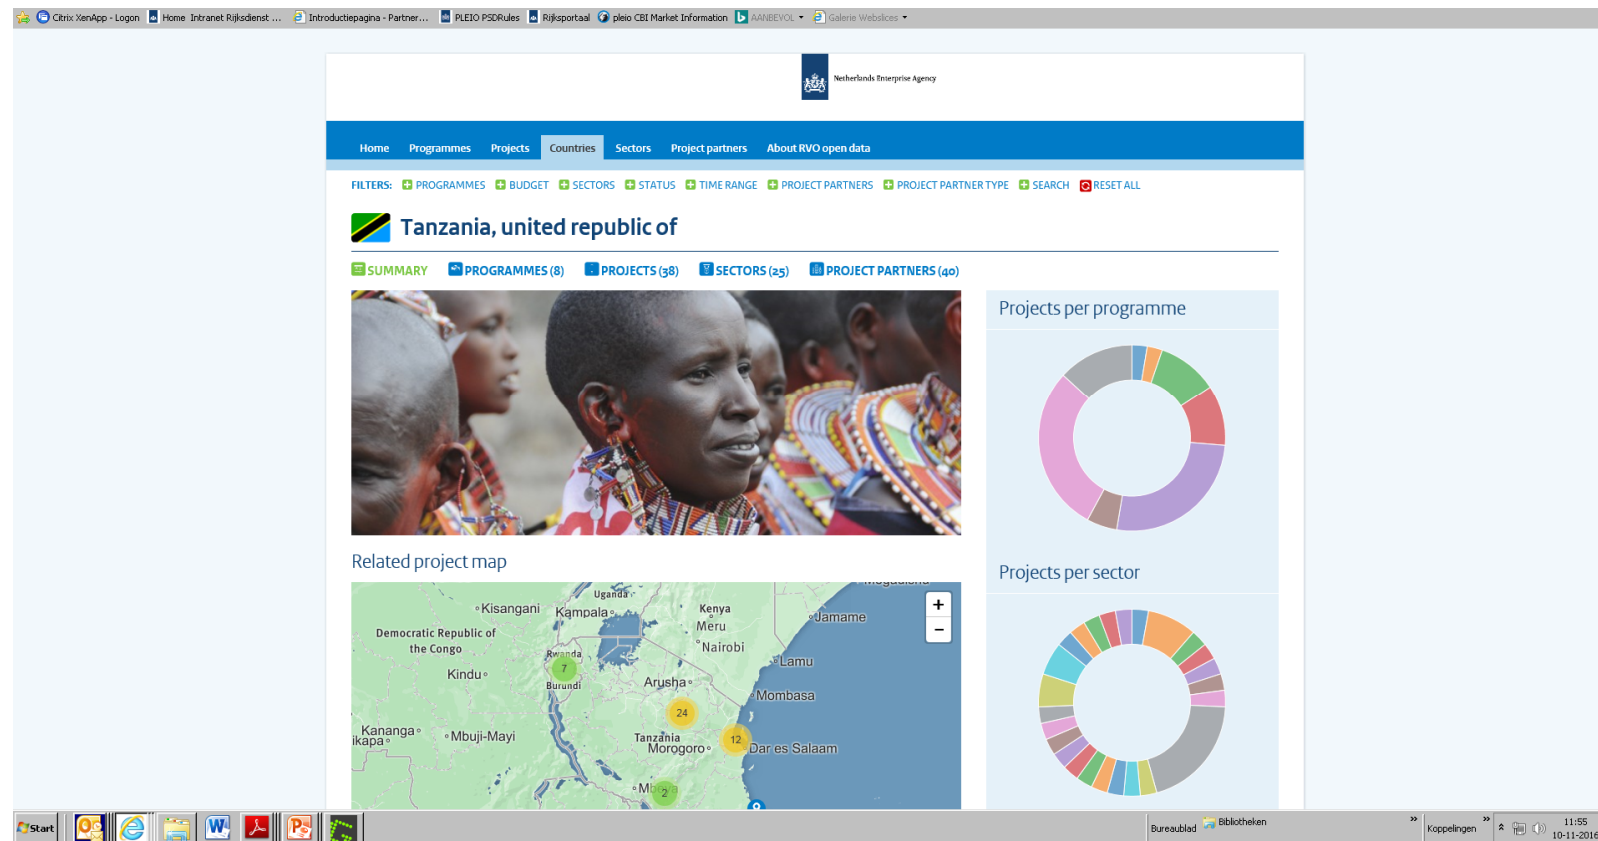 Citrix XenApp - Logon Home Intranet Rijksdienst ... Introductiepagina - Partner... PLEIO PSDRules Rijksportaal pleio CBI Market Information AANBEVOL Galerie Webslices
Netherlands Enterprise Agency
Home Programmes Projects Countries Sectors Project partners About RVO open data
FILTERS: PROGRAMMES BUDGET SECTORS STATUS TIME RANGE PROJECT PARTNERS PROJECT PARTNER TYPE SEARCH RESET ALL
Tanzania, united republic of
SUMMARY PROGRAMMES (8) PROJECTS (38) SECTORS (25) PROJECT PARTNERS (40)
Projects per programme
Related project map
Projects per sector
Uganda
Kisangani Kampala Kenya
Meru
Jamame
+
−
Democratic Republic of
the Congo
Nairobi
Rwanda
7
Lamu
Kindu
Burundi
Arusha
Mombasa
24
Kananga
ikapa
Mbuji-Mayi
Tanzania
Morogoro
12
Dar es Salaam
2
Start
Bureaublad Bibliotheken » Koppelingen » 11:55
10-11-2016